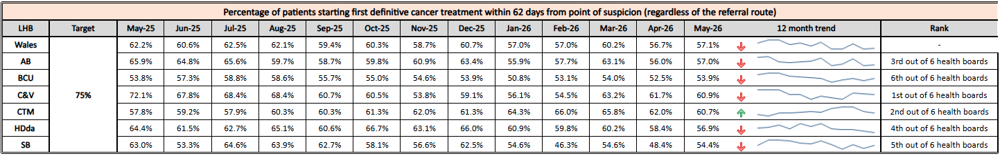 Percentage of patients starting first definitive cancer treatment within 62 days from point of suspicion (regardless of the referral route)
LHB Target May-25 Jun-25 Jul-25 Aug-25 Sep-25 Oct-25 Nov-25 Dec-25 Jan-26 Feb-26 Mar-26 Apr-26 May-26 12 month trend Rank
Wales 62.2% 60.6% 62.5% 62.1% 59.4% 60.3% 58.7% 60.7% 57.0% 57.0% 60.2% 56.7% 57.1% -
AB 65.9% 64.8% 65.6% 59.7% 58.7% 59.8% 60.9% 63.4% 55.9% 57.7% 63.1% 56.0% 57.0% 3rd out of 6 health boards
BCU 53.8% 57.3% 58.8% 58.6% 55.7% 55.0% 54.6% 53.9% 50.8% 53.1% 54.0% 52.5% 53.9% 6th out of 6 health boards
C&V 75% 72.1% 67.8% 68.4% 68.4% 60.7% 60.5% 53.8% 59.1% 56.1% 54.5% 63.2% 61.7% 60.9% 1st out of 6 health boards
CTM 57.8% 59.2% 57.9% 60.3% 60.3% 61.3% 62.0% 61.3% 64.3% 66.0% 65.8% 62.0% 60.7% 2nd out of 6 health boards
HDda 64.4% 61.5% 62.7% 65.1% 60.6% 66.7% 63.1% 66.0% 60.9% 59.8% 60.2% 58.4% 56.9% 4th out of 6 health boards
SB 63.0% 53.3% 64.6% 63.9% 62.7% 58.1% 56.6% 62.5% 54.6% 46.3% 54.6% 48.4% 54.4% 5th out of 6 health boards